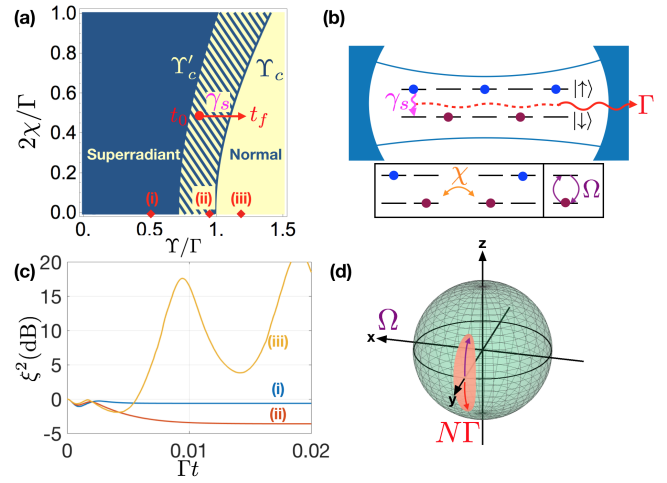 (a)
1.0
0.8
0.6
0.4
0.2
0.0
2χ/Γ
ϒ′c
ϒc
γs
t0
tf
Superradiant
Normal
(i)
(ii)
(iii)
0.
0.5
1.0
1.5
ϒ/Γ
(b)
|↑⟩
γs
Γ
|↓⟩
χ
Ω
(c)
20
15
10
5
0
-5
ξ² (dB)
(iii)
(i)
(ii)
0
0.01
0.02
Γt
(d)
z
Ω
x
y
NΓ